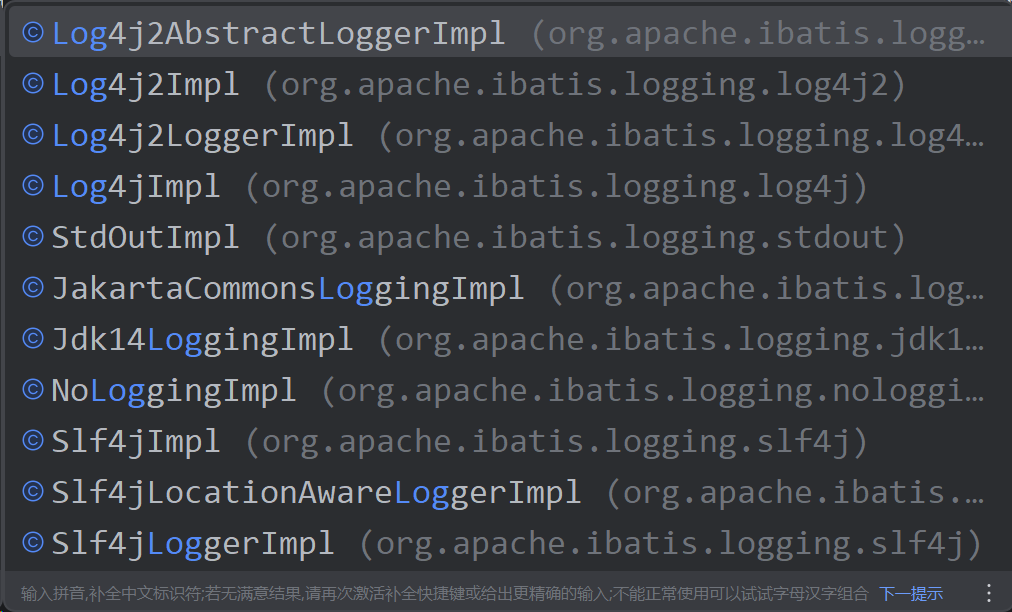 Log4j2AbstractLoggerImpl (org.apache.ibatis.logg…
Log4j2Impl (org.apache.ibatis.logging.log4j2)
Log4j2LoggerImpl (org.apache.ibatis.logging.log4…
Log4jImpl (org.apache.ibatis.logging.log4j)
StdOutImpl (org.apache.ibatis.logging.stdout)
JakartaCommonsLoggingImpl (org.apache.ibatis.log…
Jdk14LoggingImpl (org.apache.ibatis.logging.jdk1…
NoLoggingImpl (org.apache.ibatis.logging.nologgi…
Slf4jImpl (org.apache.ibatis.logging.slf4j)
Slf4jLocationAwareLoggerImpl (org.apache.ibatis.…
Slf4jLoggerImpl (org.apache.ibatis.logging.slf4j)
输入拼音,补全中文标识符;若无满意结果,请再次激活补全快捷键或给出更精确的输入;不能正常使用可以试试字母汉字组合 下一提示